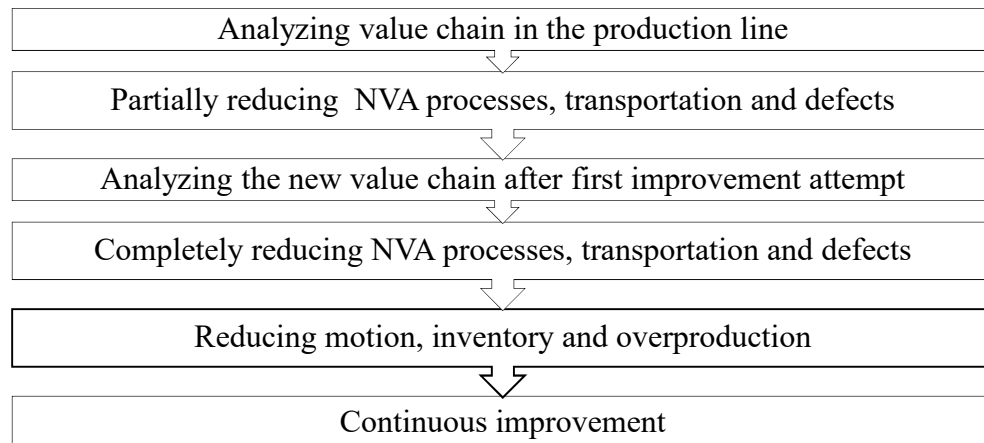 Analyzing value chain in the production line
Partially reducing NVA processes, transportation and defects
Analyzing the new value chain after first improvement attempt
Completely reducing NVA processes, transportation and defects
Reducing motion, inventory and overproduction
Continuous improvement